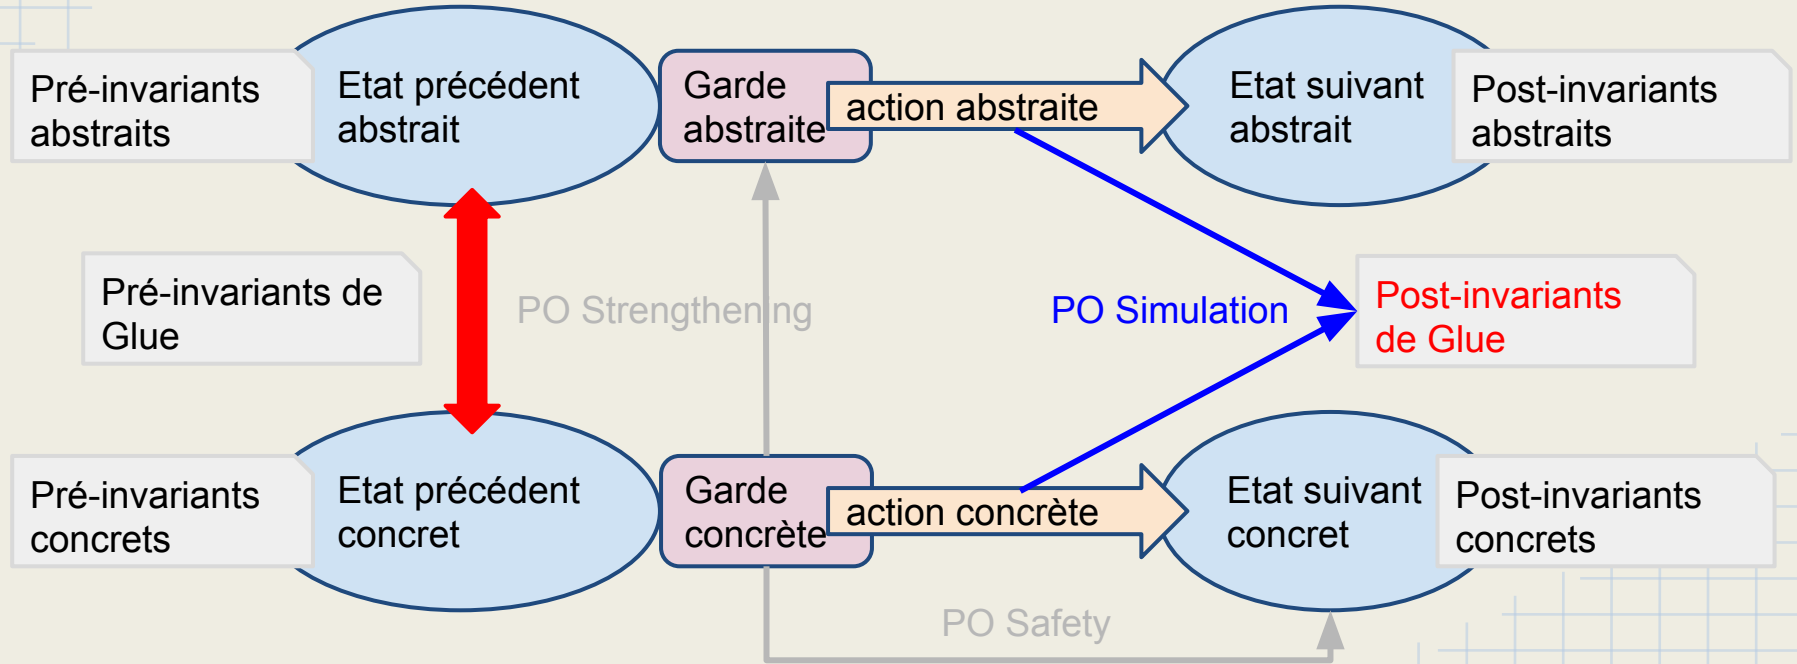 Pré-invariants
abstraits
Etat précédent
abstrait
Garde
abstraite
action abstraite
Etat suivant
abstrait
Post-invariants
abstraits
Pré-invariants de
Glue
PO Strengthening
PO Simulation
Post-invariants
de Glue
Pré-invariants
concrets
Etat précédent
concret
Garde
concrète
action concrète
Etat suivant
concret
Post-invariants
concrets
PO Safety